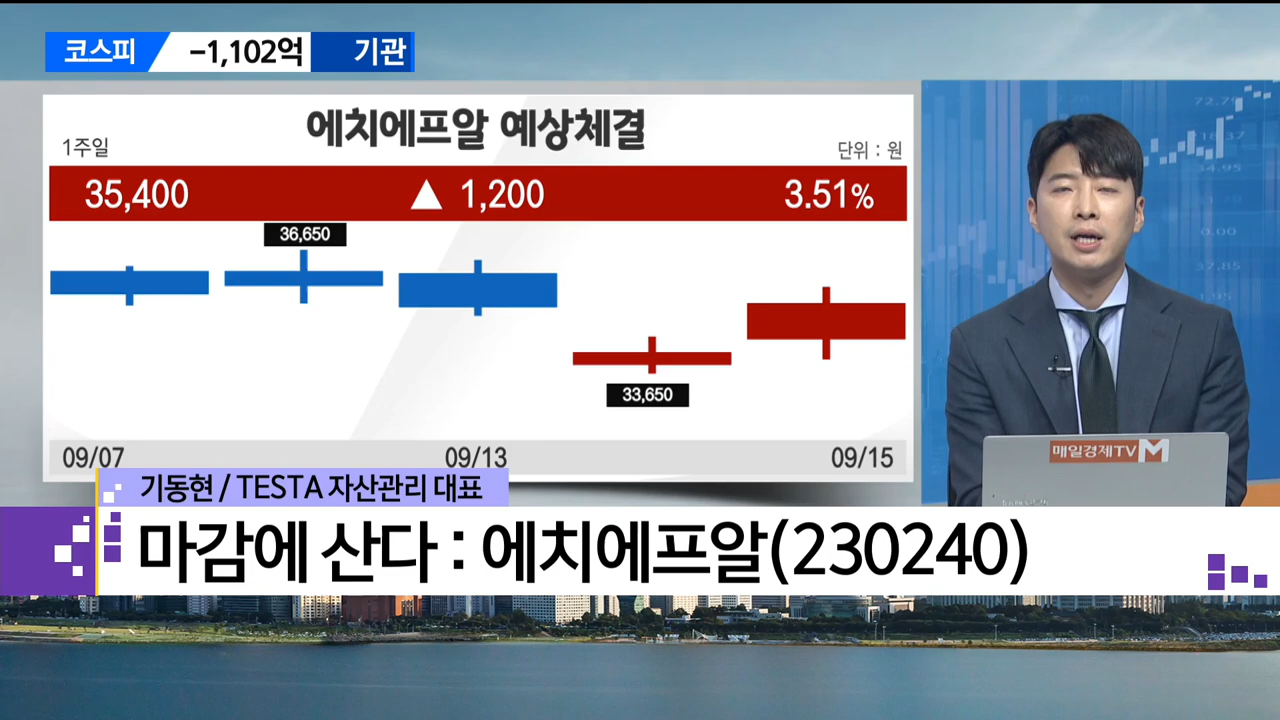 코스피 -1,102억 기관
에치에프알 예상체결
1주일 단위 : 원
35,400 ▲ 1,200 3.51%
36,650
33,650
09/07 09/13 09/15
매일경제TV M
기동현 / TESTA 자산관리 대표
마감에 산다 : 에치에프알(230240)